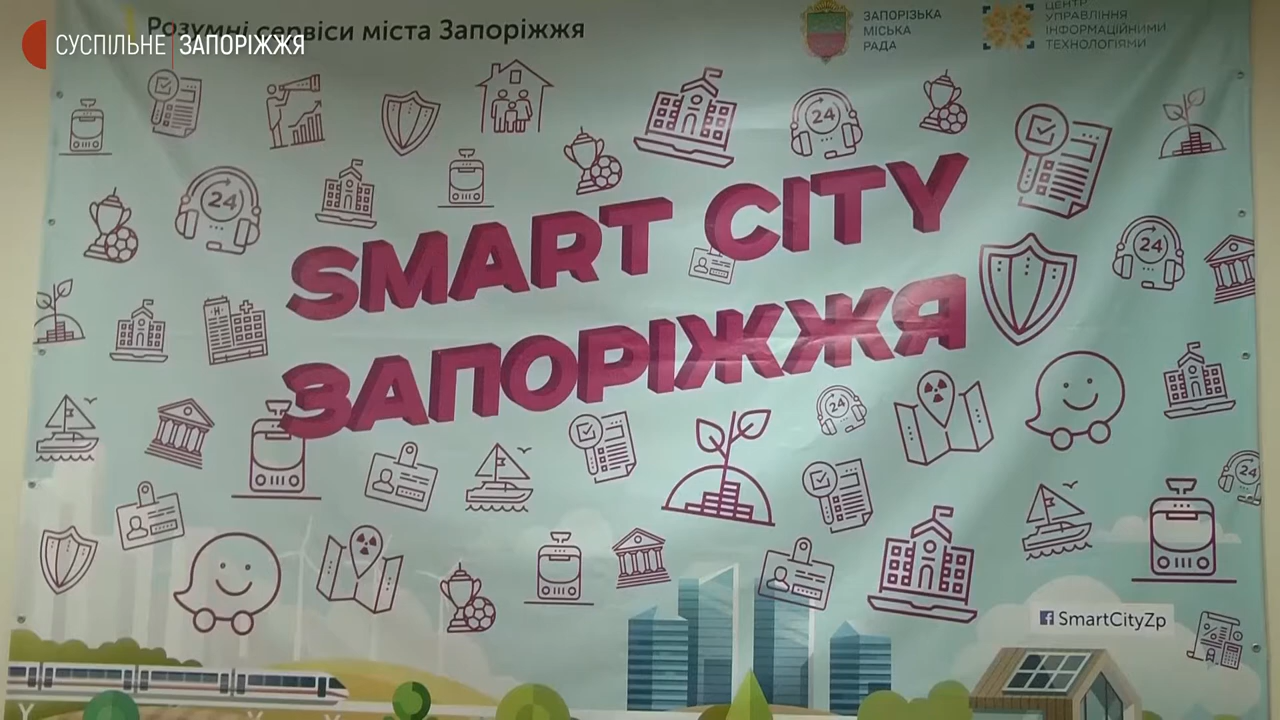 СУСПІЛЬНЕ ЗАПОРІЖЖЯ
Розумні сервіси міста Запоріжжя
ЗАПОРІЗЬКА
МІСЬКА
РАДА
ЦЕНТР
УПРАВЛІННЯ
ІНФОРМАЦІЙНИМИ
ТЕХНОЛОГІЯМИ
SMART CITY
ЗАПОРІЖЖЯ
24
24
24
24
24
H
SmartCityZp